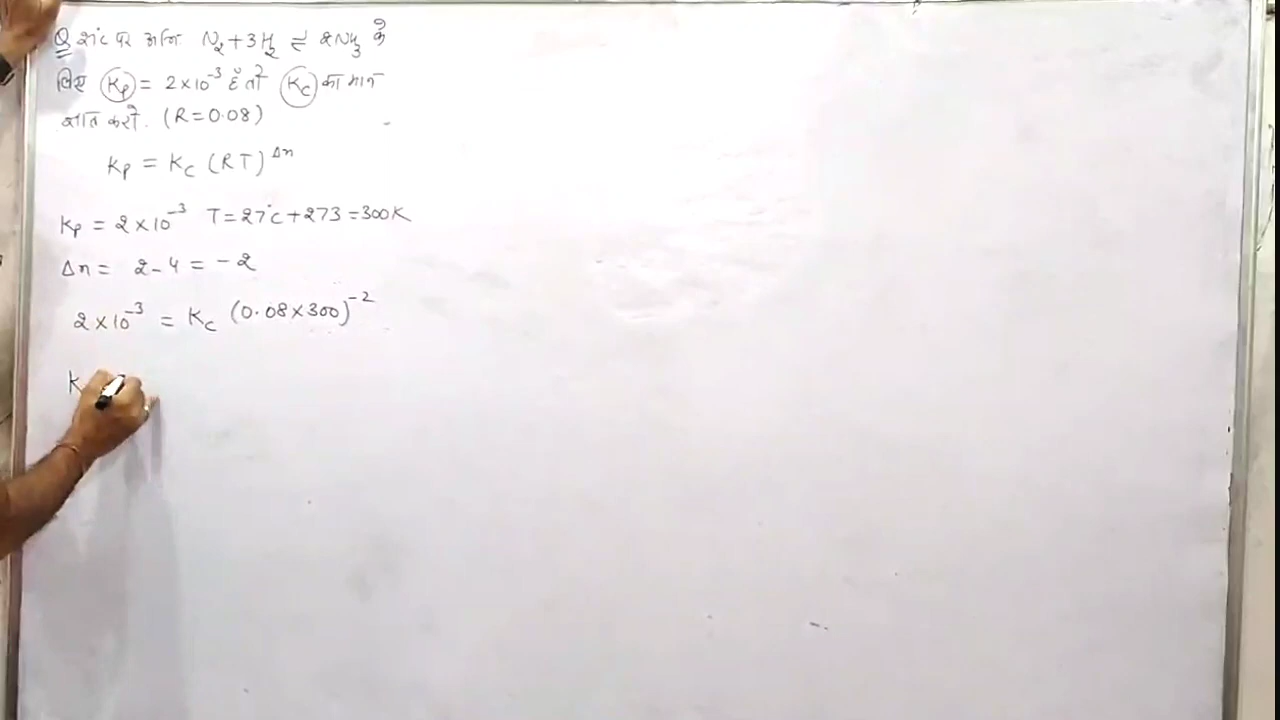 Q ताप पर अभि N₂+3H₂ ⇌ 2NH₃ के
लिए Kp = 2×10⁻³ है तो Kc का मान
ज्ञात करो. (R=0.08)
Kp = Kc (RT)^Δn
Kp = 2×10⁻³ T=27°C+273=300K
Δn = 2-4 = -2
2×10⁻³ = Kc (0.08×300)⁻²
K